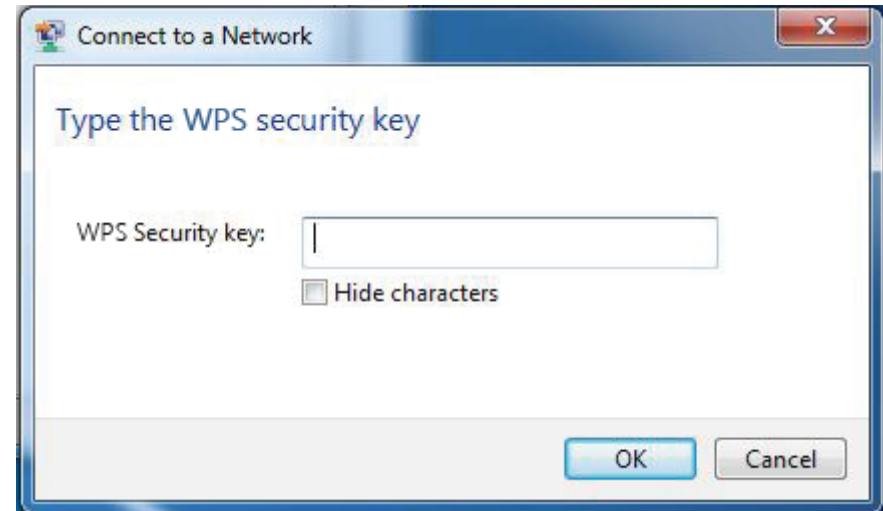 Connect to a Network
Type the WPS security key
WPS Security key:
Hide characters
OK Cancel